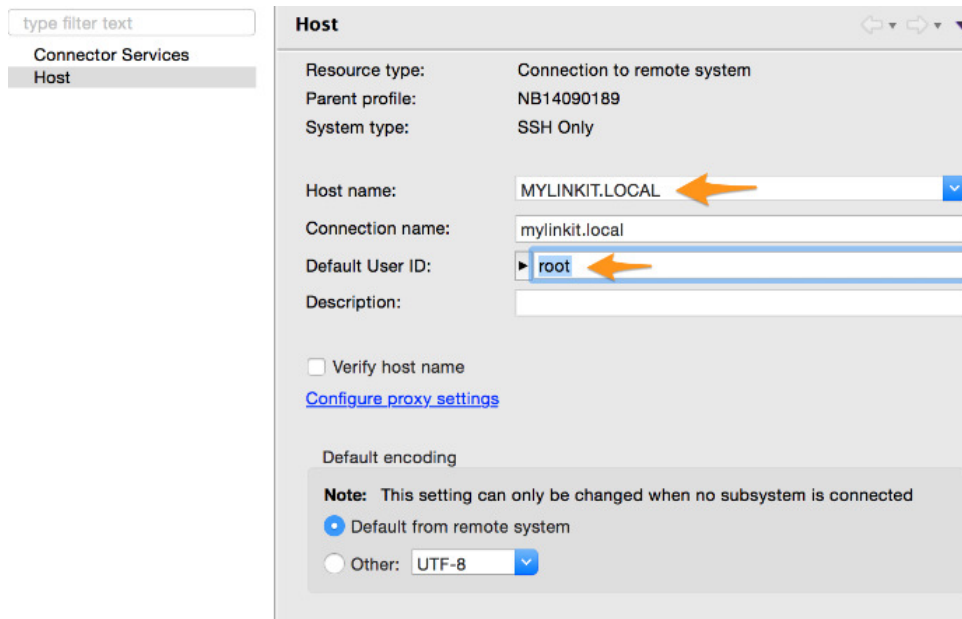 type filter text
Connector Services
Host
Host
Resource type: Connection to remote system
Parent profile: NB14090189
System type: SSH Only
Host name: MYLINKIT.LOCAL
Connection name: mylinkit.local
Default User ID: root
Description:
Verify host name
Configure proxy settings
Default encoding
Note: This setting can only be changed when no subsystem is connected
Default from remote system
Other: UTF-8